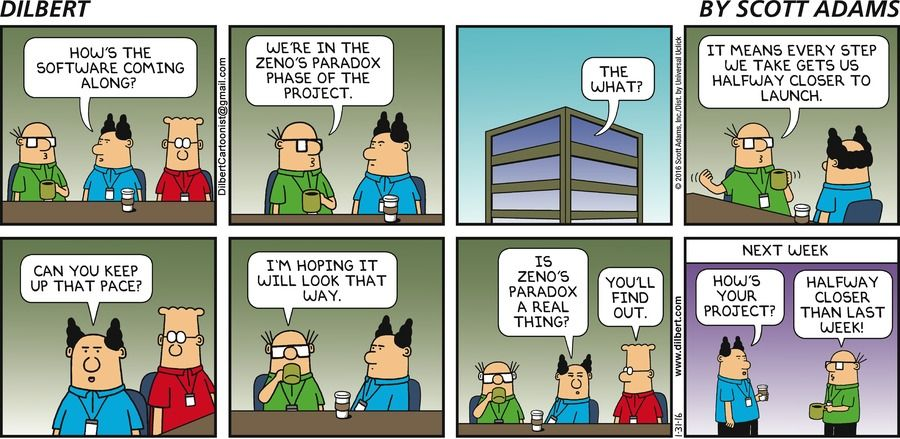 DILBERT
BY SCOTT ADAMS
HOW'S THE
SOFTWARE COMING
ALONG?
DilbertCartoonist@gmail.com
WE'RE IN THE
ZENO'S PARADOX
PHASE OF THE
PROJECT.
THE
WHAT?
© 2016 Scott Adams, Inc./Dist. by Universal Uclick
IT MEANS EVERY STEP
WE TAKE GETS US
HALFWAY CLOSER TO
LAUNCH.
CAN YOU KEEP
UP THAT PACE?
I'M HOPING IT
WILL LOOK THAT
WAY.
IS
ZENO'S
PARADOX
A REAL
THING?
YOU'LL
FIND
OUT.
1-31-16
www.dilbert.com
NEXT WEEK
HOW'S
YOUR
PROJECT?
HALFWAY
CLOSER
THAN LAST
WEEK!